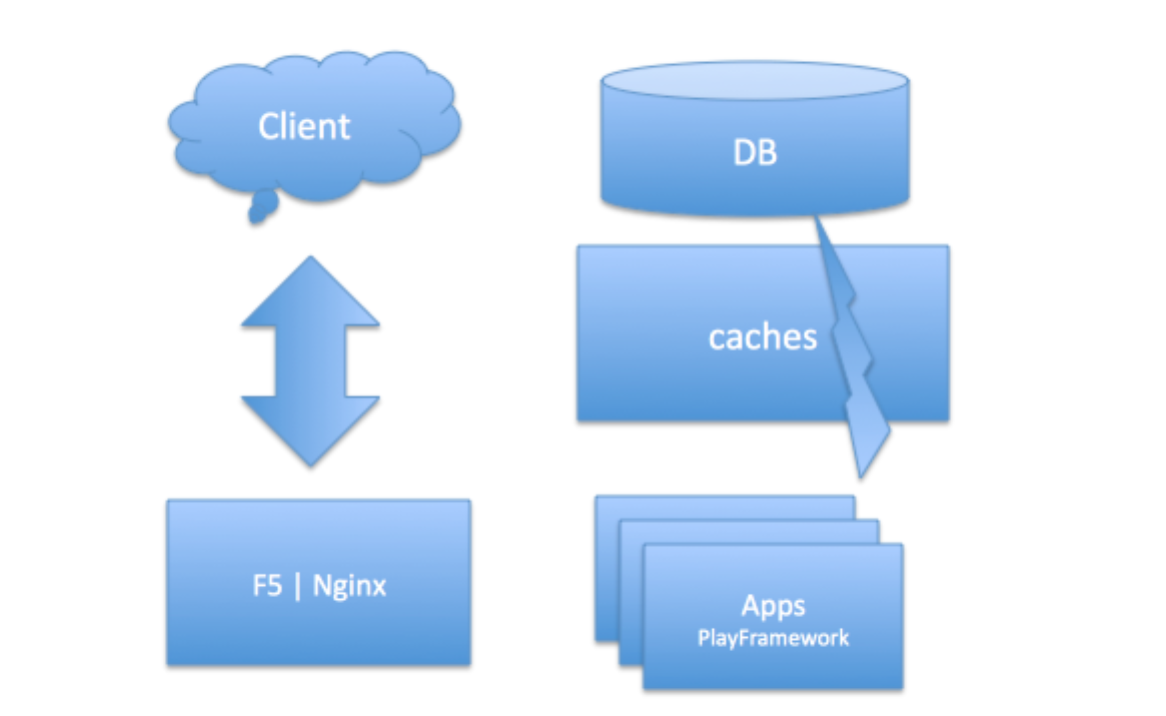 Client
DB
caches
F5 | Nginx
Apps
PlayFramework